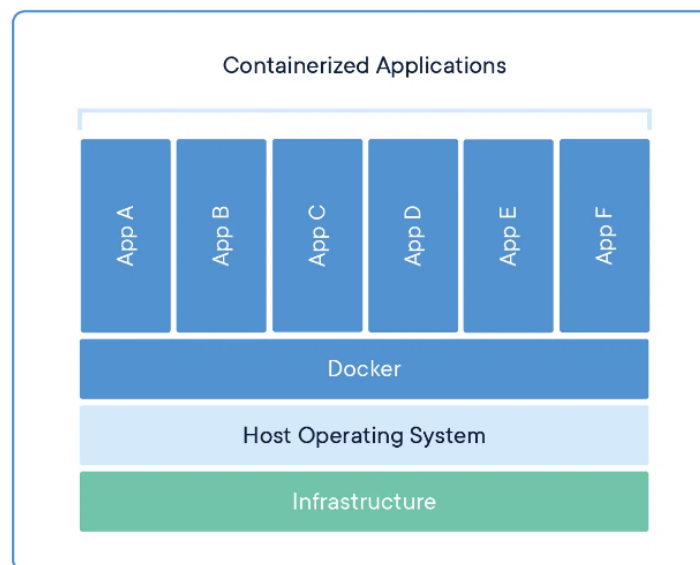 Containerized Applications
App A
App B
App C
App D
App E
App F
Docker
Host Operating System
Infrastructure